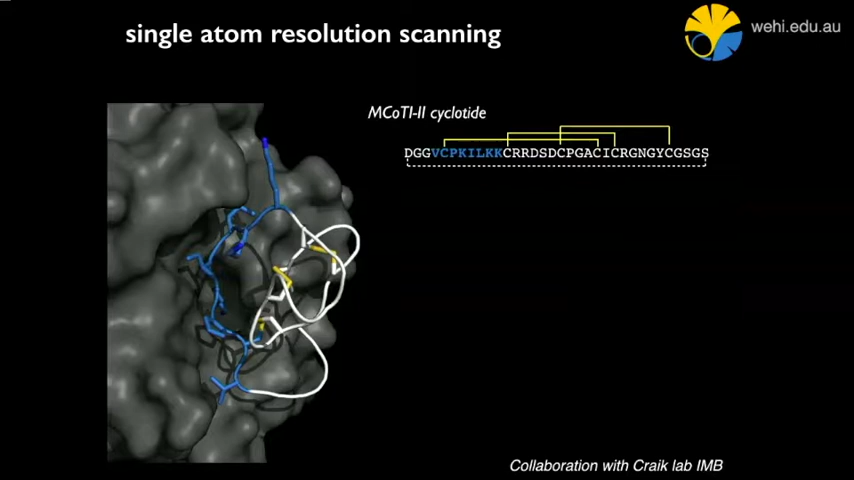 single atom resolution scanning
wehi.edu.au
MCoTI-II cyclotide
DGGVCPKILKKCRRDSDCPGACICRGNGYCGSGS
Collaboration with Craik lab IMB